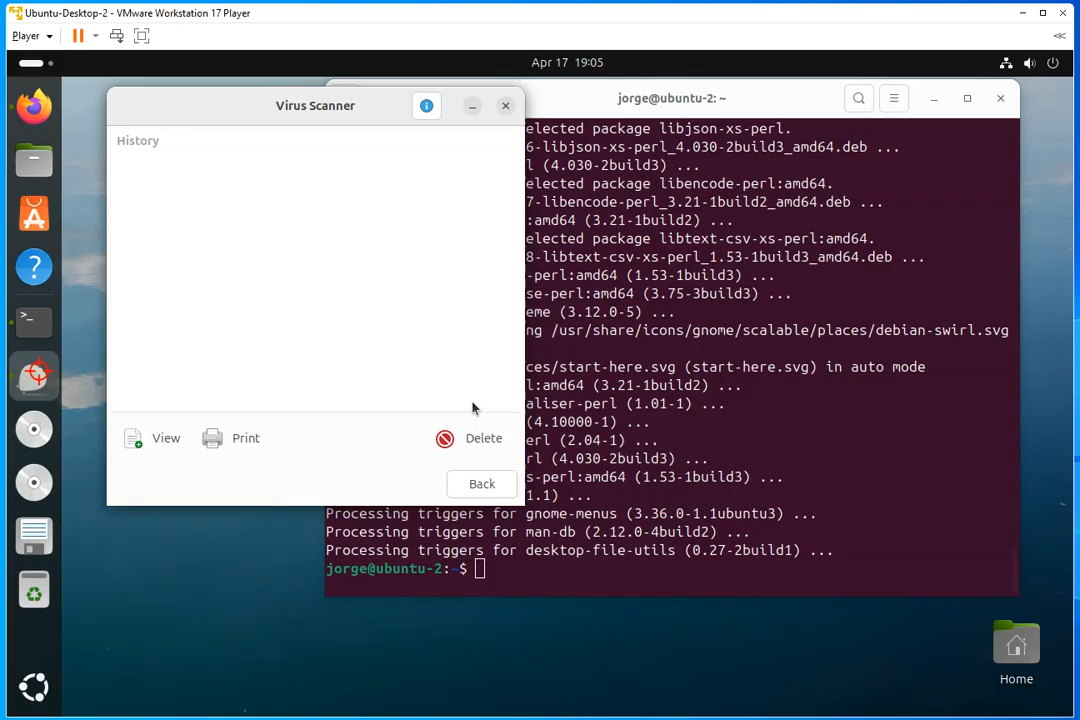 Ubuntu-Desktop-2 - VMware Workstation 17 Player
Player
Apr 17 19:05
Virus Scanner
jorge@ubuntu-2: ~
History
elected package libjson-xs-perl.
6-libjson-xs-perl_4.030-2build3_amd64.deb ...
l (4.030-2build3) ...
elected package libencode-perl:amd64.
7-libencode-perl_3.21-1build2_amd64.deb ...
:amd64 (3.21-1build2) ...
elected package libtext-csv-xs-perl:amd64.
8-libtext-csv-xs-perl_1.53-1build3_amd64.deb ...
-perl:amd64 (1.53-1build3) ...
se-perl:amd64 (3.75-3build3) ...
eme (3.12.0-5) ...
ng /usr/share/icons/gnome/scalable/places/debian-swirl.svg
ces/start-here.svg (start-here.svg) in auto mode
l:amd64 (3.21-1build2) ...
aliser-perl (1.01-1) ...
(4.10000-1) ...
erl (2.04-1) ...
rl (4.030-2build3) ...
s-perl:amd64 (1.53-1build3) ...
1.1) ...
View
Print
Delete
Back
Processing triggers for gnome-menus (3.36.0-1.1ubuntu3) ...
Processing triggers for man-db (2.12.0-4build2) ...
Processing triggers for desktop-file-utils (0.27-2build1) ...
jorge@ubuntu-2:~$
Home